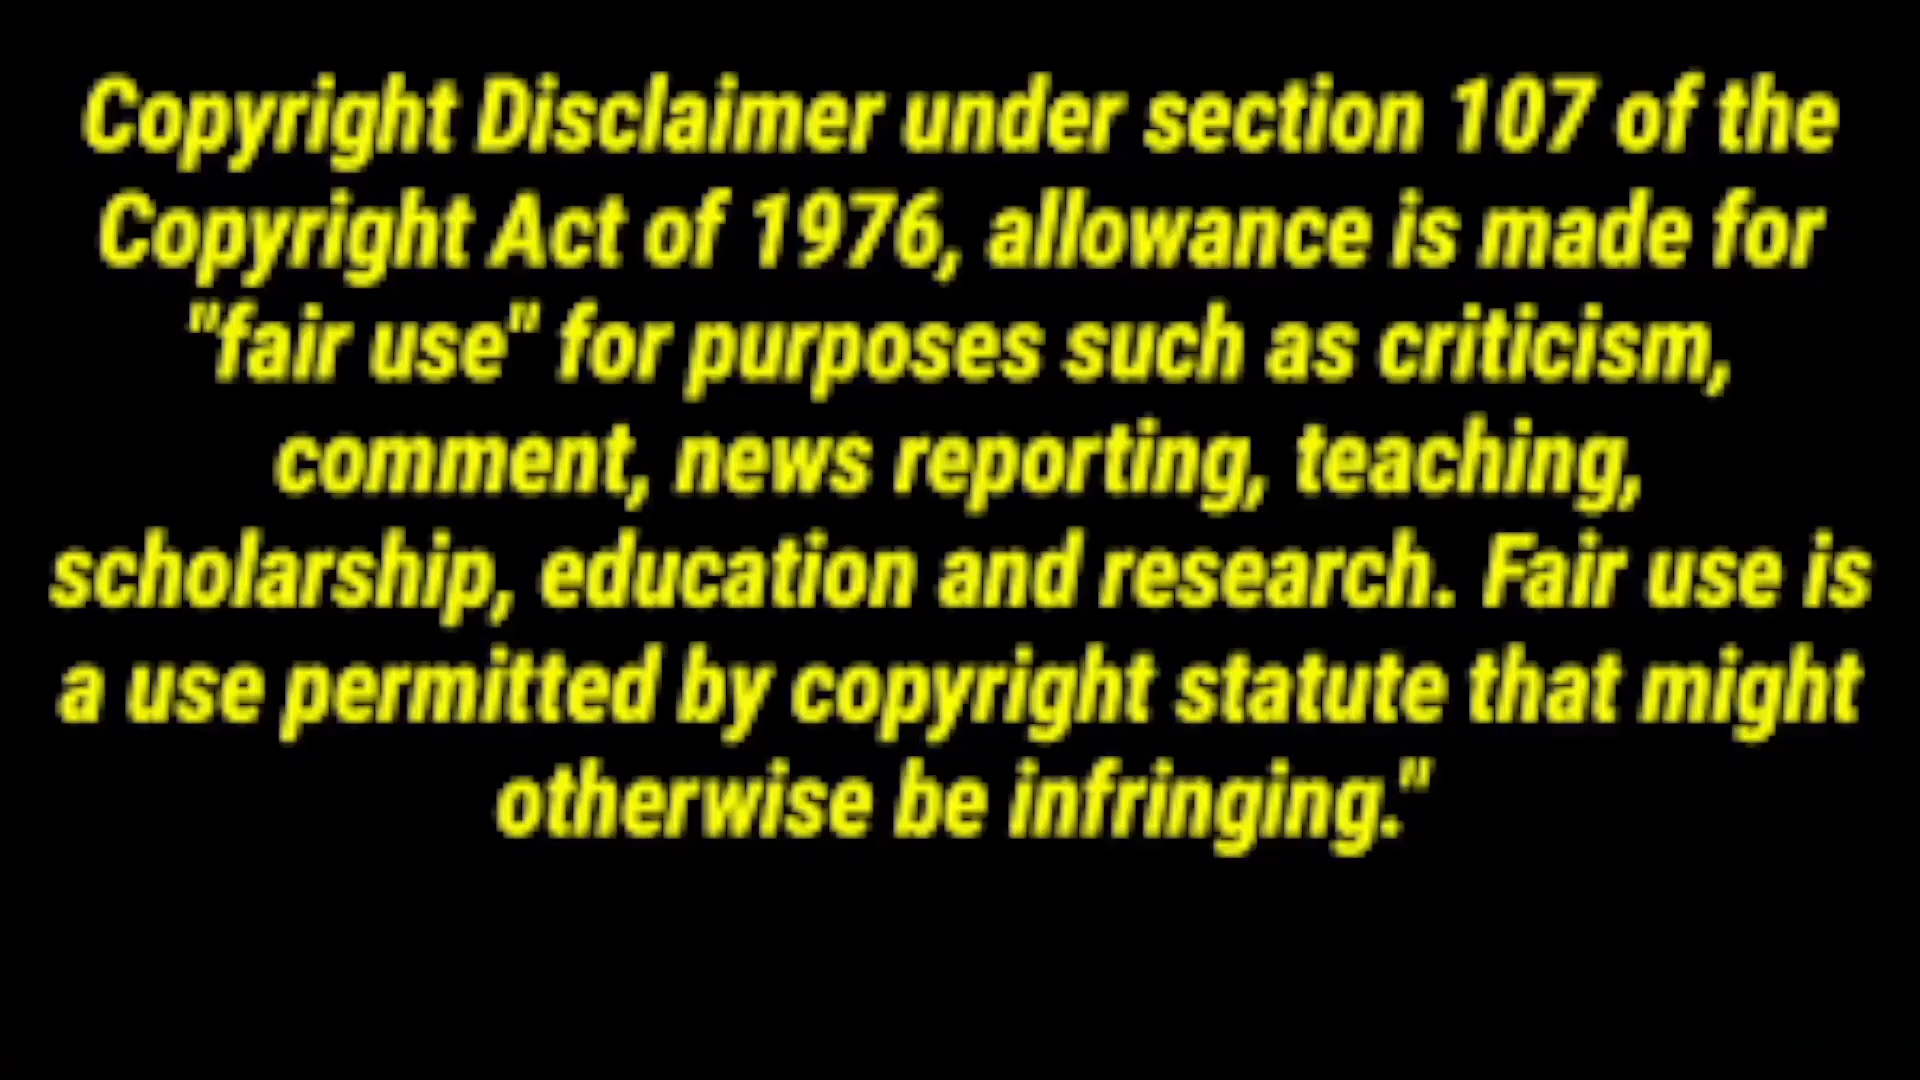 Copyright Disclaimer under section 107 of the
Copyright Act of 1976, allowance is made for
"fair use" for purposes such as criticism,
comment, news reporting, teaching,
scholarship, education and research. Fair use is
a use permitted by copyright statute that might
otherwise be infringing."